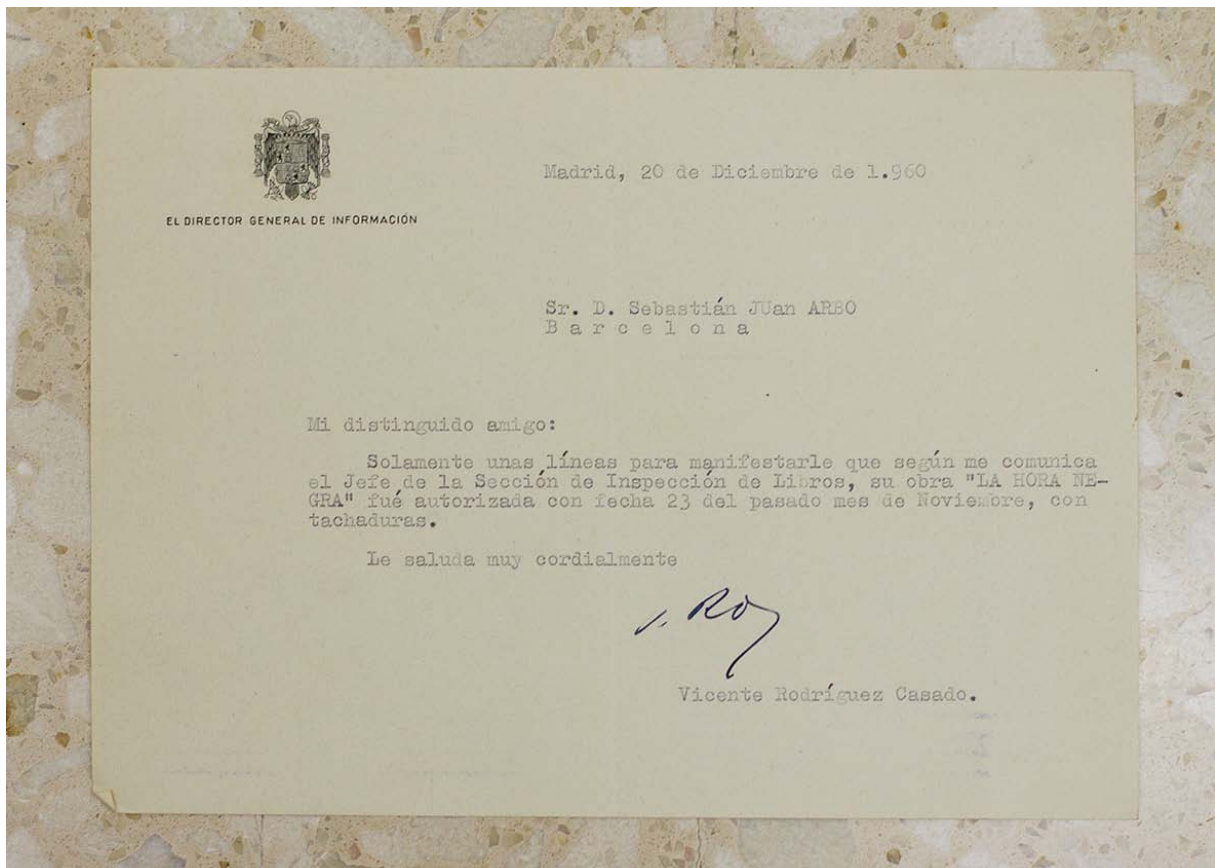 EL DIRECTOR GENERAL DE INFORMACIÓN
Madrid, 20 de Diciembre de 1.960
Sr. D. Sebastián JUan ARBO
B a r c e l o n a
Mi distinguido amigo:
Solamente unas líneas para manifestarle que según me comunica
el Jefe de la Sección de Inspección de Libros, su obra "LA HORA NE-
GRA" fué autorizada con fecha 23 del pasado mes de Noviembre, con
tachaduras.
Le saluda muy cordialmente
Vicente Rodríguez Casado.